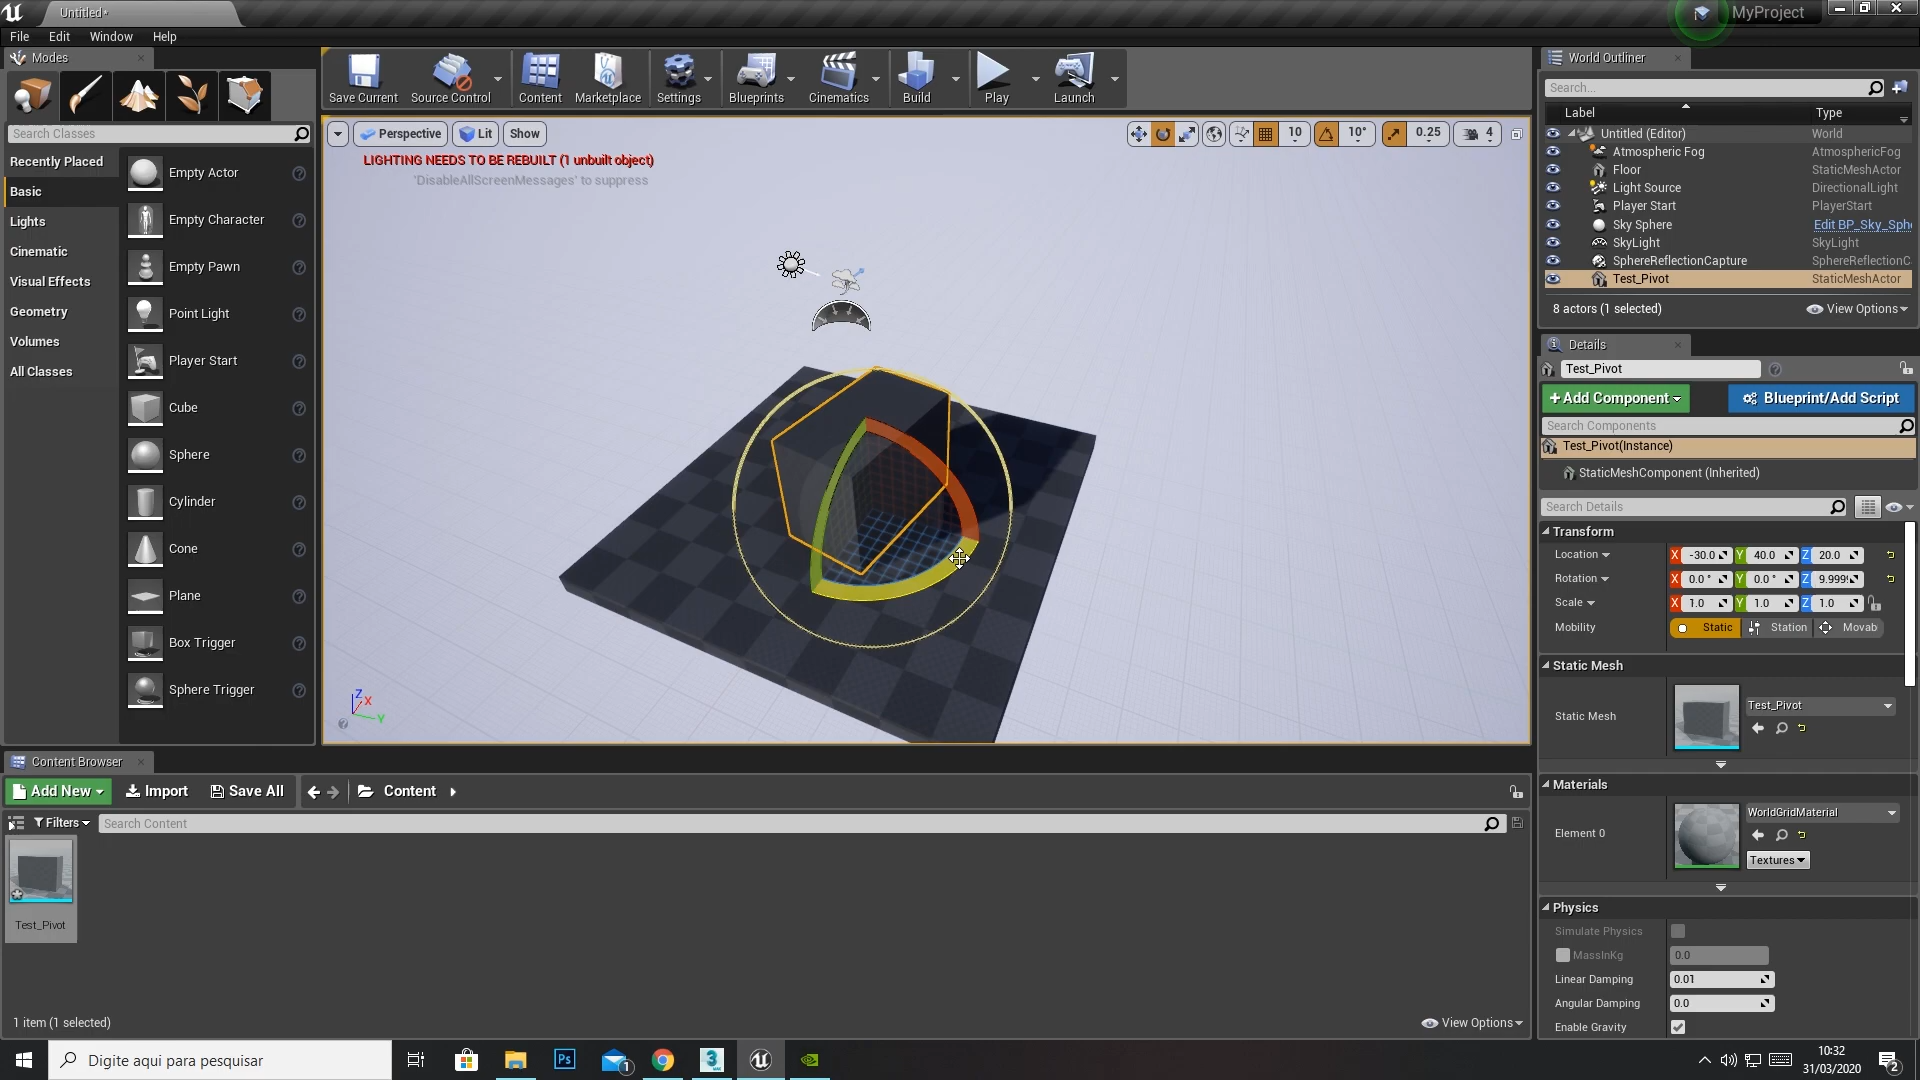 Untitled*
MyProject
File Edit Window Help
Modes
Save Current
Source Control
Content
Marketplace
Settings
Blueprints
Cinematics
Build
Play
Launch
Search Classes
Recently Placed
Basic
Lights
Cinematic
Visual Effects
Geometry
Volumes
All Classes
Empty Actor
Empty Character
Empty Pawn
Point Light
Player Start
Cube
Sphere
Cylinder
Cone
Plane
Box Trigger
Sphere Trigger
Perspective
Lit
Show
10
10°
0.25
4
LIGHTING NEEDS TO BE REBUILT (1 unbuilt object)
'DisableAllScreenMessages' to suppress
Z
X
Y
World Outliner
Search...
Label Type
Untitled (Editor) World
Atmospheric Fog AtmosphericFog
Floor StaticMeshActor
Light Source DirectionalLight
Player Start PlayerStart
Sky Sphere Edit BP_Sky_Sph
SkyLight SkyLight
SphereReflectionCapture SphereReflectionC
Test_Pivot StaticMeshActor
8 actors (1 selected)
View Options
Details
Test_Pivot
+Add Component
Blueprint/Add Script
Search Components
Test_Pivot(Instance)
StaticMeshComponent (Inherited)
Search Details
Transform
Location X -30.0 Y 40.0 Z 20.0
Rotation X 0.0 ° Y 0.0 ° Z 9.999
Scale X 1.0 Y 1.0 Z 1.0
Mobility Static Station Movab
Static Mesh
Static Mesh
Test_Pivot
Materials
Element 0
WorldGridMaterial
Textures
Physics
Simulate Physics
MassInKg 0.0
Linear Damping 0.01
Angular Damping 0.0
Enable Gravity
Content Browser
Add New
Import
Save All
Content
Filters
Search Content
Test_Pivot
1 item (1 selected)
View Options
Digite aqui para pesquisar
Ps
1
3
MAX
10:32
31/03/2020
2